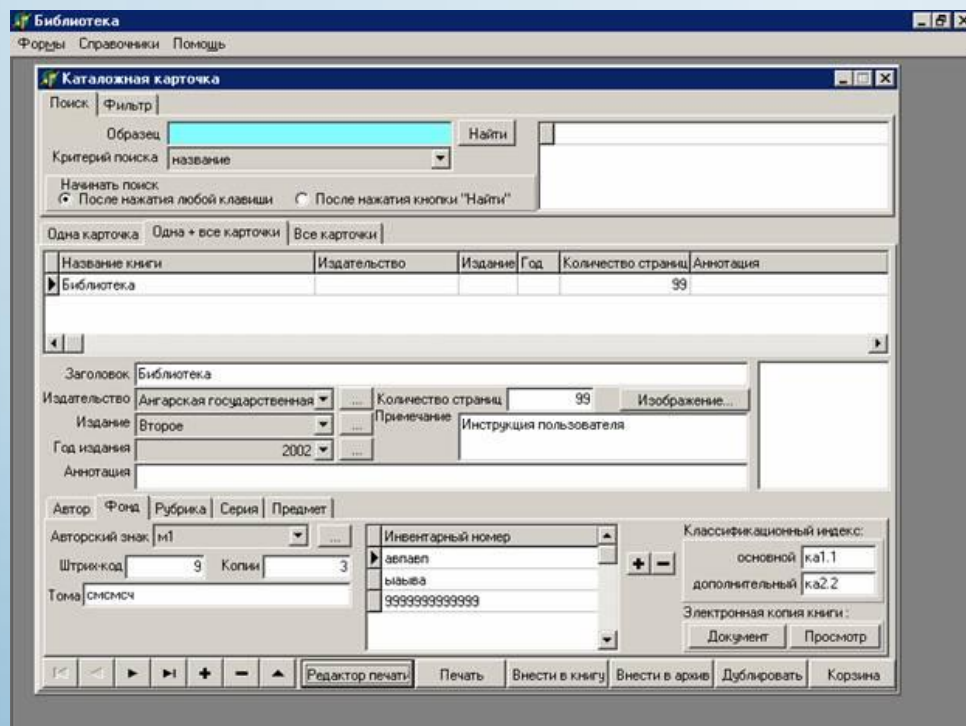 Библиотека
Формы Справочники Помощь
Каталожная карточка
Поиск Фильтр
Образец Найти
Критерий поиска название
Начинать поиск
После нажатия любой клавиши После нажатия кнопки "Найти"
Одна карточка Одна + все карточки Все карточки
Название книги Издательство Издание Год Количество страниц Аннотация
Библиотека 99
Заголовок Библиотека
Издательство Ангарская государственная ... Количество страниц 99 Изображение...
Издание Второе ... Примечание Инструкция пользователя
Год издания 2002 ...
Аннотация
Автор Фонд Рубрика Серия Предмет
Авторский знак м1 ... Инвентарный номер Классификационный индекс:
Штрих-код 9 Копии 3 авпавп основной ка1.1
ыаыва дополнительный ка2.2
Тома смсмсч 9999999999999 Электронная копия книги :
Документ Просмотр
Редактор печати Печать Внести в книгу Внести в архив Дублировать Корзина